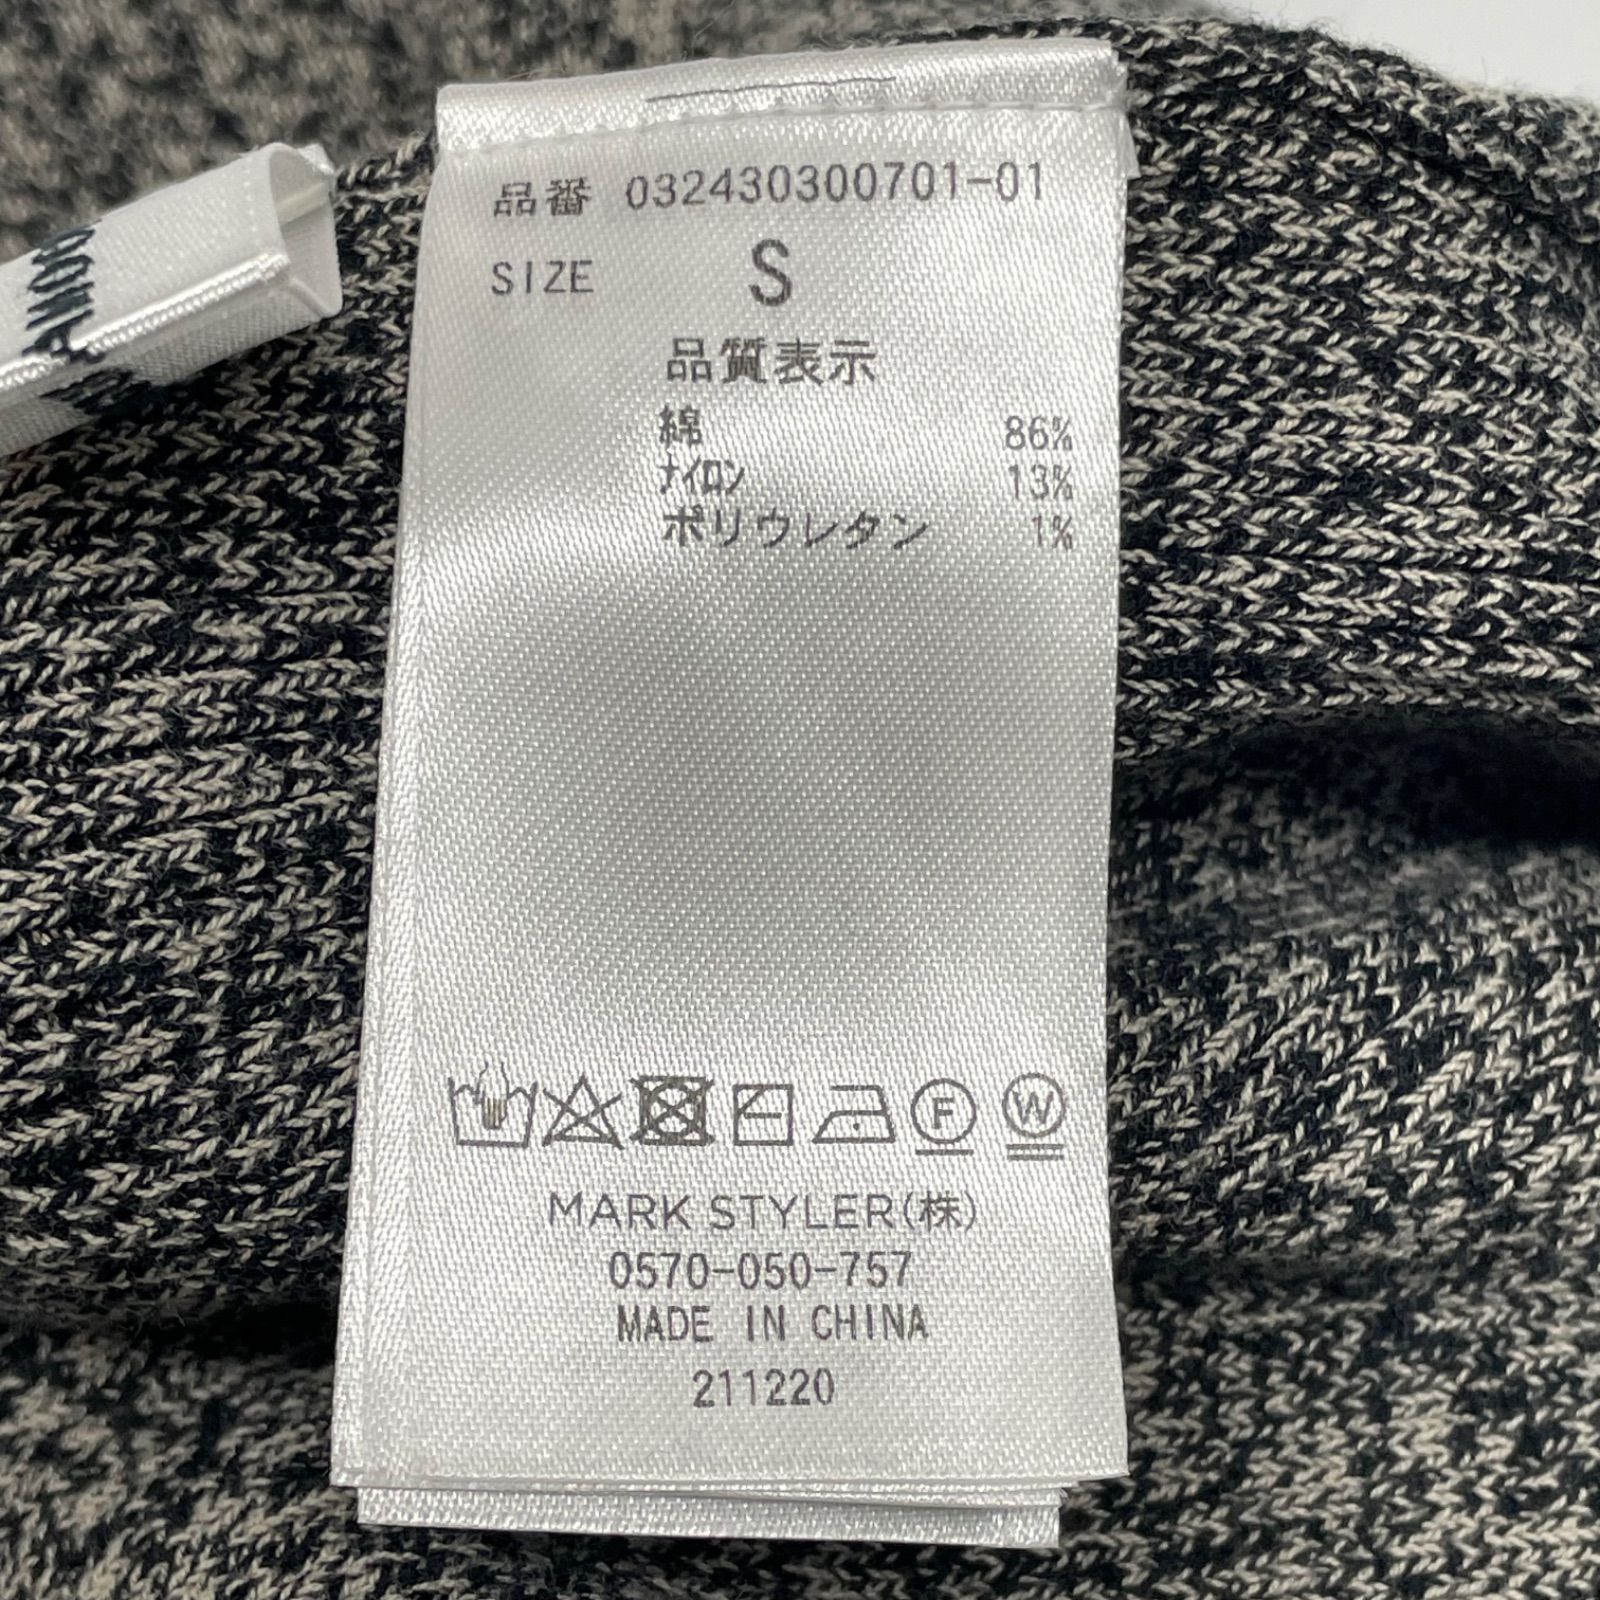 品番 032430300701-01
SIZE S
品質表示
綿 86%
ナイロン 13%
ポリウレタン 1%
F W
MARK STYLER(株)
0570-050-757
MADE IN CHINA
211220